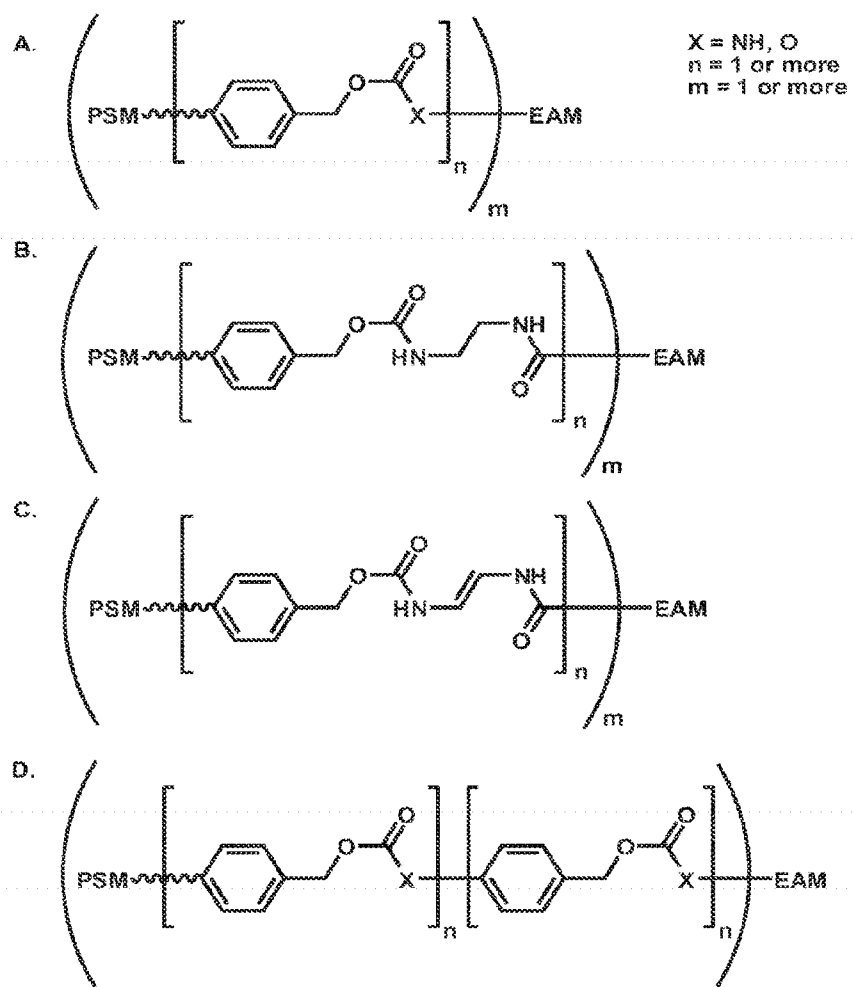 A.
X = NH, O
n = 1 or more
m = 1 or more
O
O
PSM
X
EAM
n
m
B.
O
O
NH
PSM
HN
EAM
O
n
m
C.
O
O
NH
PSM
HN
EAM
O
n
m
D.
O
O
O
O
PSM
X
X
EAM
n
n
m